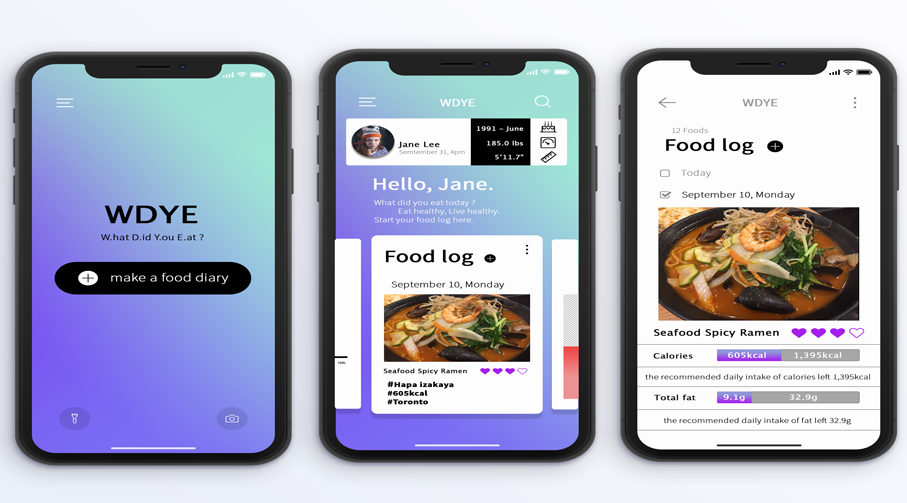 WDYE
W.hat D.id Y.ou E.at ?
make a food diary
WDYE
Jane Lee
Semtember 31, 4pm
1991 – June
185.0 lbs
5'11.7"
Hello, Jane.
What did you eat today ?
Eat healthy, Live healthy.
Start your food log here.
Food log
September 10, Monday
Seafood Spicy Ramen
#Hapa izakaya
#605kcal
#Toronto
WDYE
12 Foods
Food log
Today
September 10, Monday
Seafood Spicy Ramen
Calories 605kcal 1,395kcal
the recommended daily intake of calories left 1,395kcal
Total fat 9.1g 32.9g
the recommended daily intake of fat left 32.9g